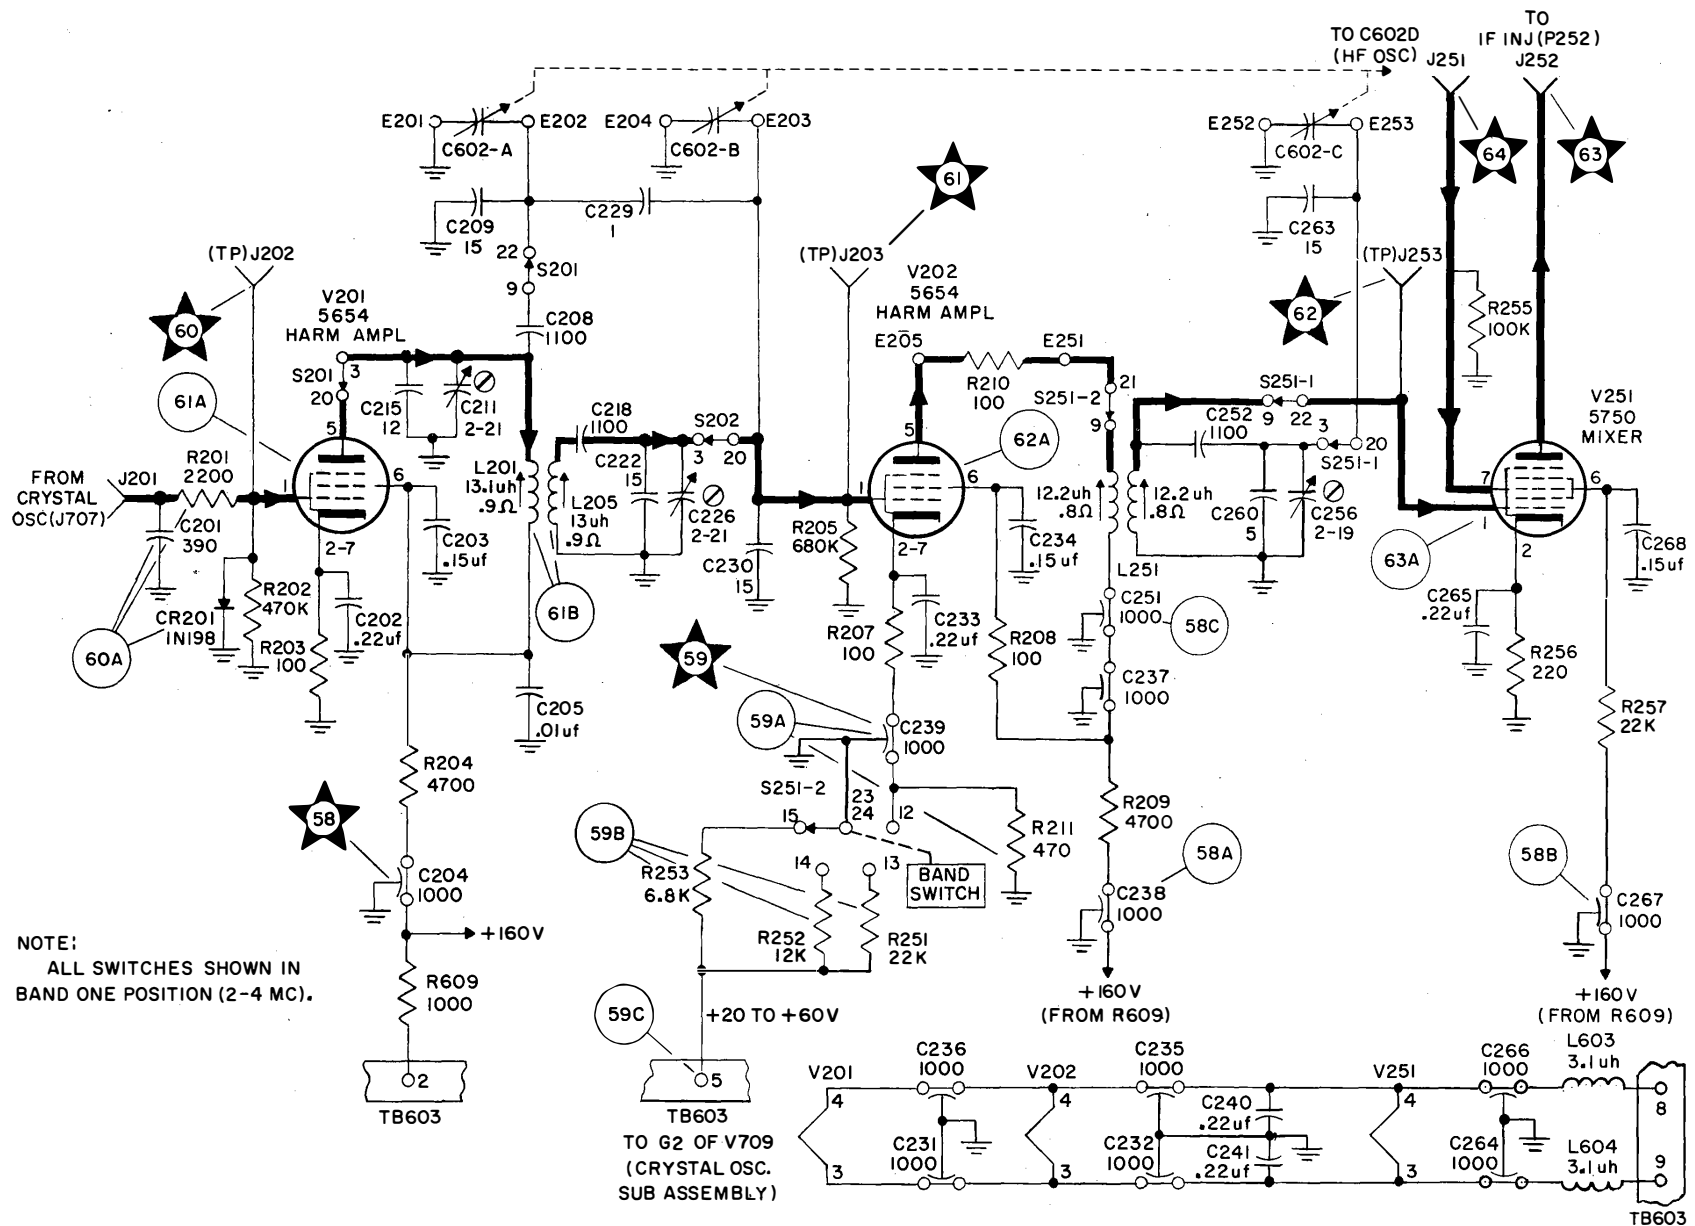 TO C602D
(HF OSC)
TO
IF INJ(P252)
J251
J252
E201
E202
C602-A
E204
E203
C602-B
E252
E253
C602-C
64
63
61
C209
15
C229
1
C263
15
22
S201
9
C208
1100
(TP)J202
(TP)J203
(TP)J253
60
62
V201
5654
HARM AMPL
V202
5654
HARM AMPL
E205
E251
R210
100
R255
100K
V251
5750
MIXER
S201
3
20
61A
C215
12
C211
2-21
C218
1100
S202
3
20
62A
21
S251-2
9
S251-1
9
22
C252
1100
3
20
S251-1
FROM
CRYSTAL
OSC(J707)
J201
R201
2200
1
5
6
2-7
L201
13.1uh
.9Ω
L205
13uh
.9Ω
C222
15
C226
2-21
1
5
6
2-7
12.2uh
.8Ω
12.2uh
.8Ω
L251
C260
5
C256
2-19
63A
7
1
6
2
C201
390
C203
.15uf
R205
680K
C230
15
C234
.15uf
C268
.15uf
CR201
1N198
R202
470K
R203
100
C202
.22uf
60A
61B
R207
100
C233
.22uf
R208
100
C251
1000
58C
C237
1000
C265
.22uf
R256
220
R257
22K
59
59A
C239
1000
C205
.01uf
R204
4700
58
S251-2
15
23
24
12
R211
470
R209
4700
59B
R253
6.8K
14
13
BAND
SWITCH
58A
58B
C204
1000
+160V
R252
12K
R251
22K
C238
1000
C267
1000
NOTE:
ALL SWITCHES SHOWN IN
BAND ONE POSITION (2-4 MC).
R609
1000
59C
+20 TO +60V
+160V
(FROM R609)
+160V
(FROM R609)
2
TB603
5
TB603
TO G2 OF V709
(CRYSTAL OSC.
SUB ASSEMBLY)
V201
4
3
C236
1000
C231
1000
V202
4
3
C235
1000
C232
1000
C240
.22uf
C241
.22uf
V251
4
3
C266
1000
C264
1000
L603
3.1uh
L604
3.1uh
8
9
TB603